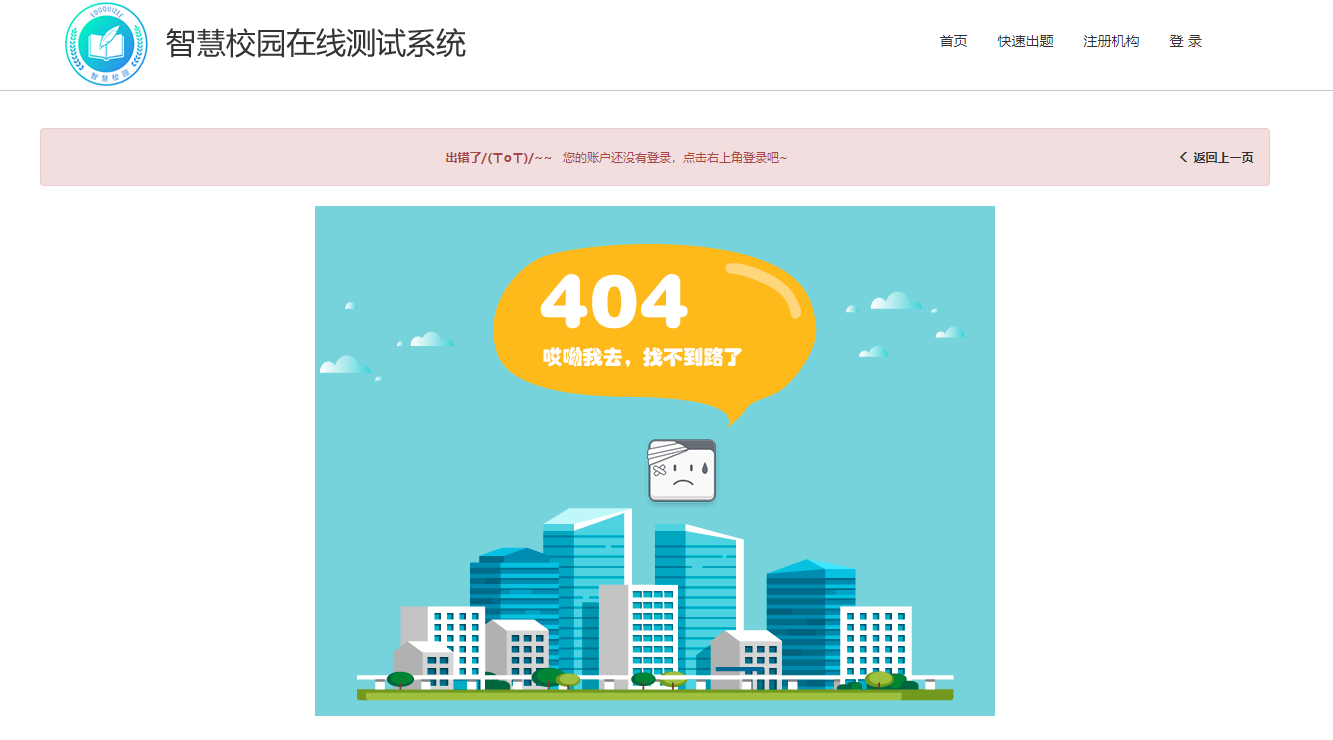 EDUQUIZEE
智慧校园
智慧校园在线测试系统
首页 快速出题 注册机构 登 录
出错了/(ㄒoㄒ)/~~ 您的账户还没有登录，点击右上角登录吧~
返回上一页
404
哎呦我去，找不到路了